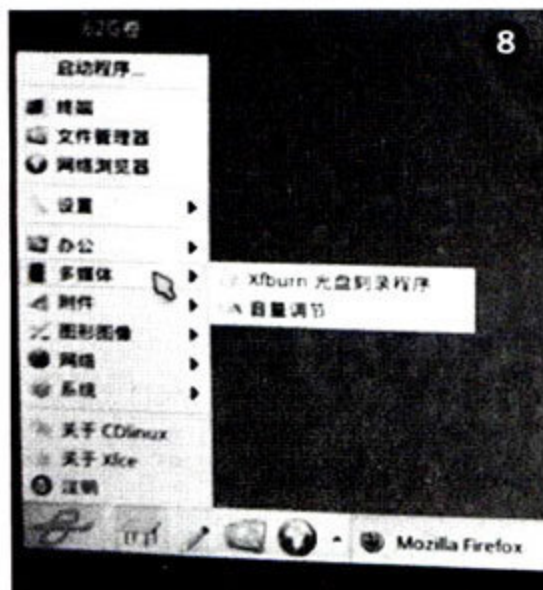 62G 卷
8
启动程序...
终端
文件管理器
网络浏览器
设置
办公
多媒体
Xfburn 光盘刻录程序
音量调节
附件
图形图像
网络
系统
关于 CDlinux
关于 Xfce
注销
Mozilla Firefox